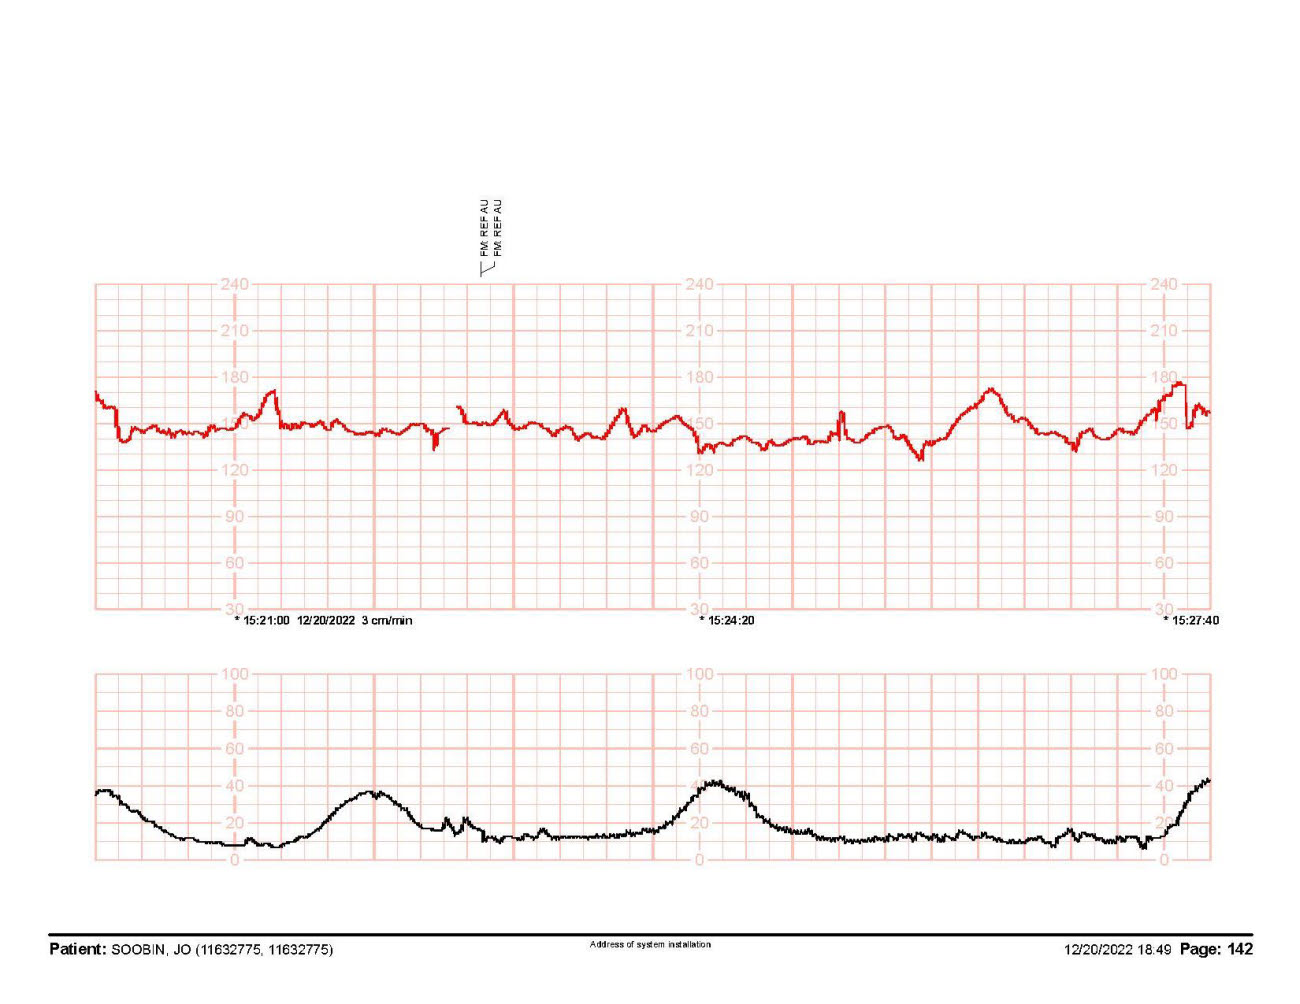 FM: REF AU
FM: REF AU
240 240 240
210 210 210
180 180 180
150 150 150
120 120 120
90 90 90
60 60 60
30 30 30
* 15:21:00 12/20/2022 3 cm/min * 15:24:20 * 15:27:40
100 100 100
80 80 80
60 60 60
40 40 40
20 20 20
0 0 0
Patient: SOOBIN, JO (11632775, 11632775) Address of system installation 12/20/2022 18:49 Page: 142